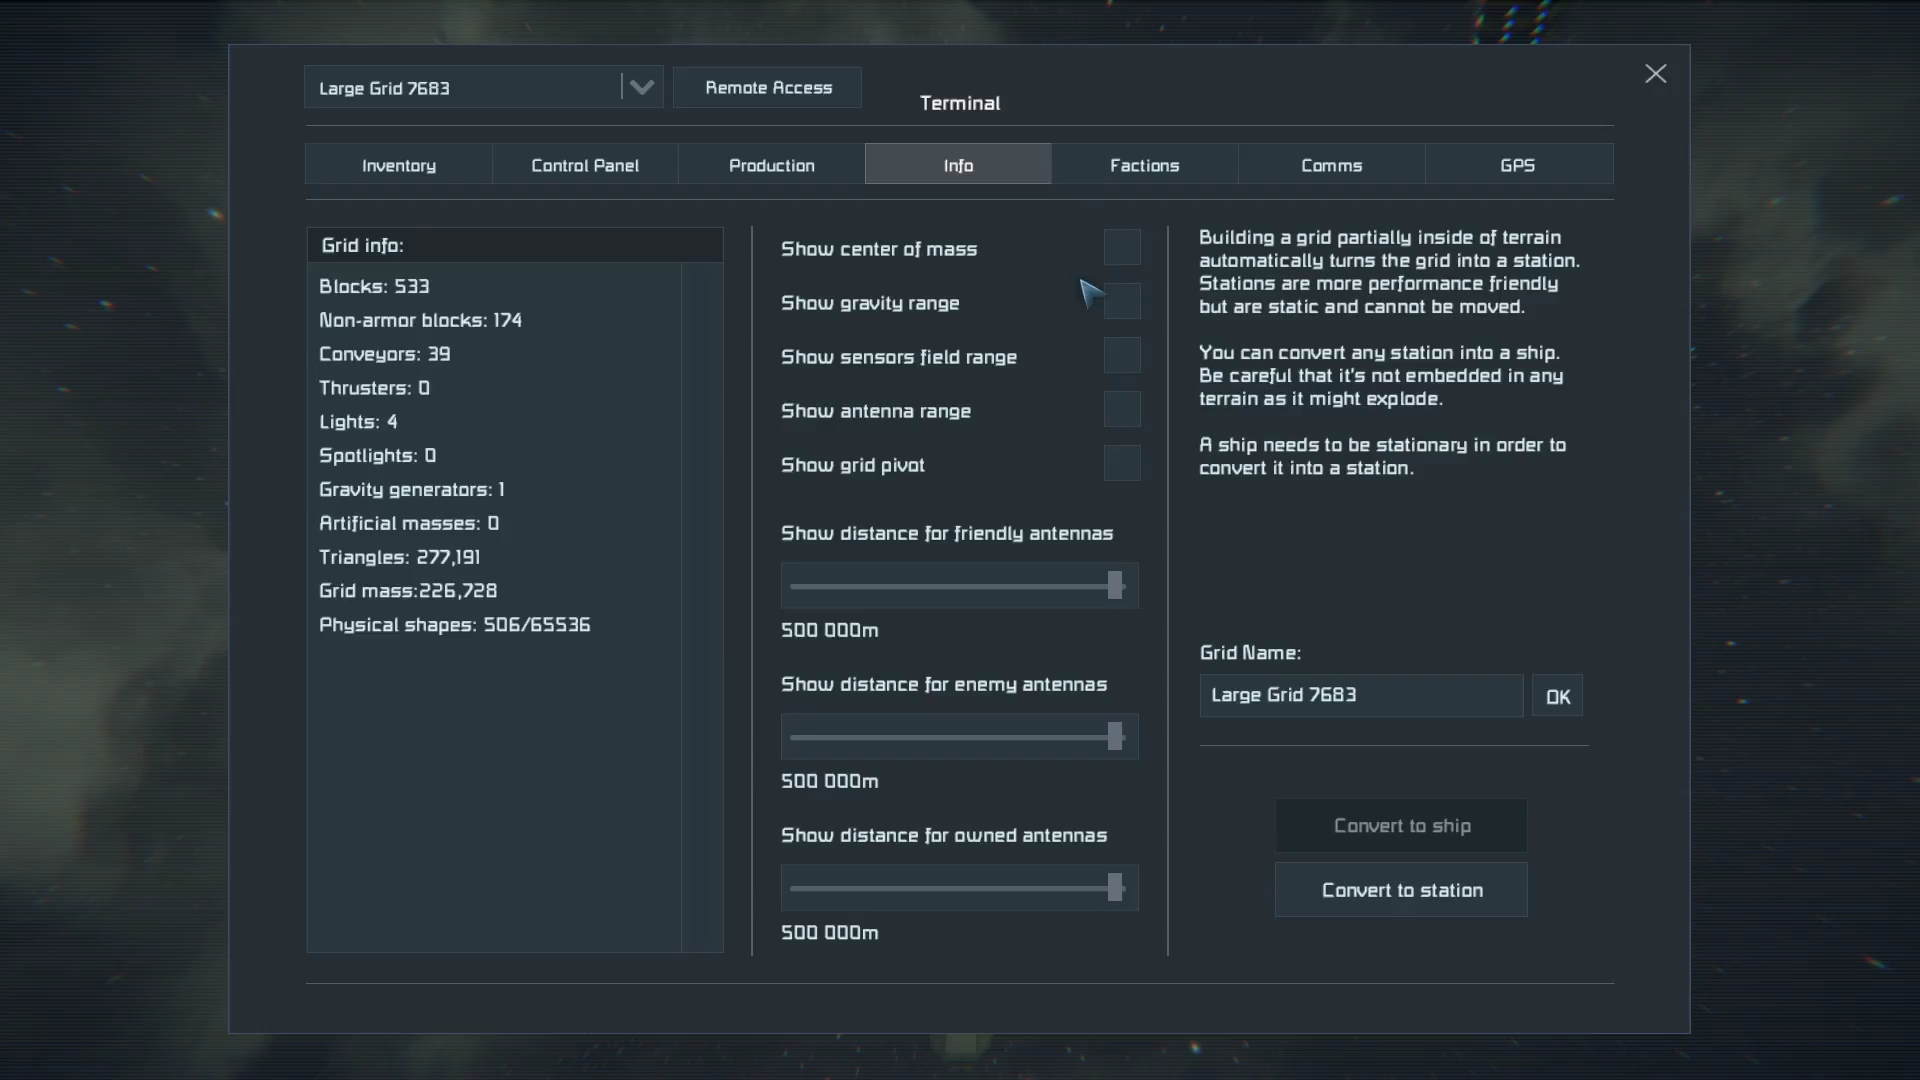 Large Grid 7683
Remote Access
Terminal
Inventory
Control Panel
Production
Info
Factions
Comms
GPS
Grid info:
Blocks: 533
Non-armor blocks: 174
Conveyors: 39
Thrusters: 0
Lights: 4
Spotlights: 0
Gravity generators: 1
Artificial masses: 0
Triangles: 277,191
Grid mass:226,728
Physical shapes: 506/65536
Show center of mass
Show gravity range
Show sensors field range
Show antenna range
Show grid pivot
Show distance for friendly antennas
500 000m
Show distance for enemy antennas
500 000m
Show distance for owned antennas
500 000m
Building a grid partially inside of terrain
automatically turns the grid into a station.
Stations are more performance friendly
but are static and cannot be moved.
You can convert any station into a ship.
Be careful that it's not embedded in any
terrain as it might explode.
A ship needs to be stationary in order to
convert it into a station.
Grid Name:
Large Grid 7683
OK
Convert to ship
Convert to station